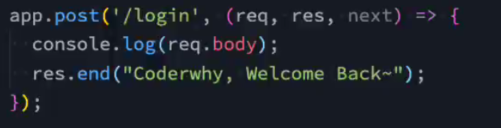 app.post('/login', (req, res, next) => {
  console.log(req.body);
  res.end("Coderwhy, Welcome Back~");
});